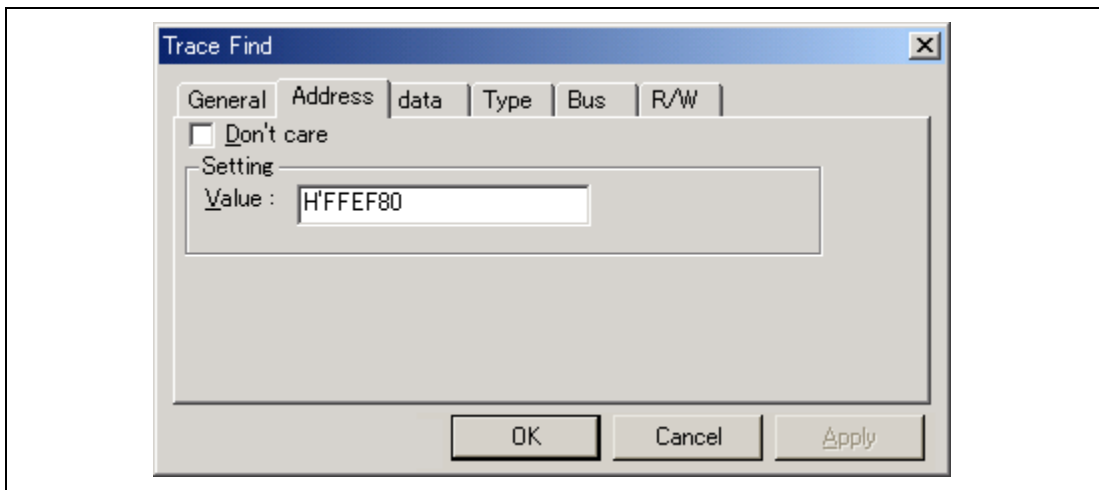 Trace Find
General Address data Type Bus R/W
Don't care
Setting
Value : H'FFEF80
OK Cancel Apply